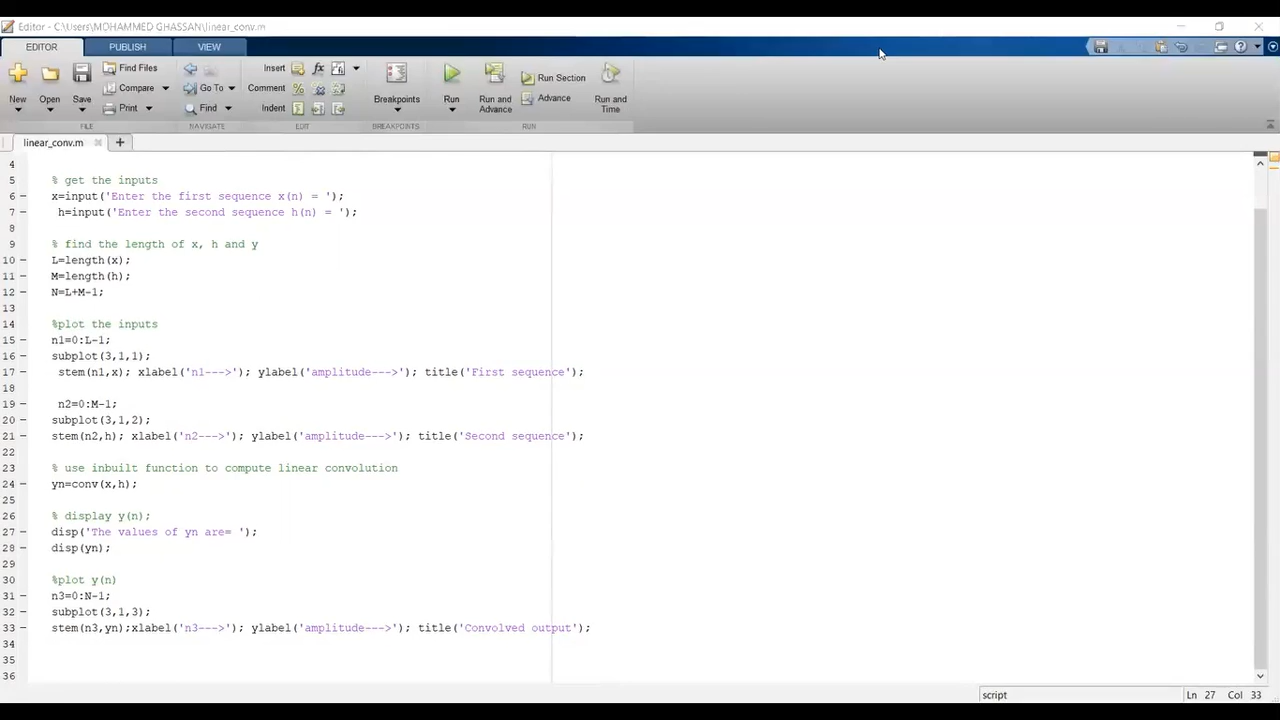 Editor - C:\Users\MOHAMMED GHASSAN\linear_conv.m
EDITOR PUBLISH VIEW
Find Files Insert fx
New Open Save Compare Go To Comment Breakpoints Run Run and Advance Run Section Advance Run and Time
Print Find Indent
FILE NAVIGATE EDIT BREAKPOINTS RUN
linear_conv.m
4
5 % get the inputs
6 x=input('Enter the first sequence x(n) = ');
7 h=input('Enter the second sequence h(n) = ');
8
9 % find the length of x, h and y
10 L=length(x);
11 M=length(h);
12 N=L+M-1;
13
14 %plot the inputs
15 n1=0:L-1;
16 subplot(3,1,1);
17 stem(n1,x); xlabel('n1--->'); ylabel('amplitude--->'); title('First sequence');
18
19 n2=0:M-1;
20 subplot(3,1,2);
21 stem(n2,h); xlabel('n2--->'); ylabel('amplitude--->'); title('Second sequence');
22
23 % use inbuilt function to compute linear convolution
24 yn=conv(x,h);
25
26 % display y(n);
27 disp('The values of yn are= ');
28 disp(yn);
29
30 %plot y(n)
31 n3=0:N-1;
32 subplot(3,1,3);
33 stem(n3,yn);xlabel('n3--->'); ylabel('amplitude--->'); title('Convolved output');
34
35
36
script Ln 27 Col 33